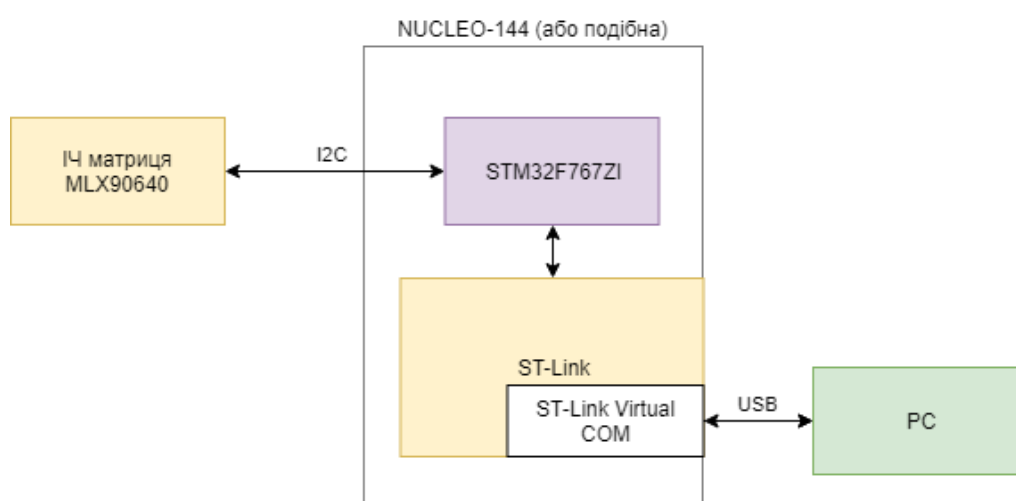 NUCLEO-144 (або подібна)
ІЧ матриця
MLX90640
I2C
STM32F767ZI
ST-Link
ST-Link Virtual
COM
USB
PC